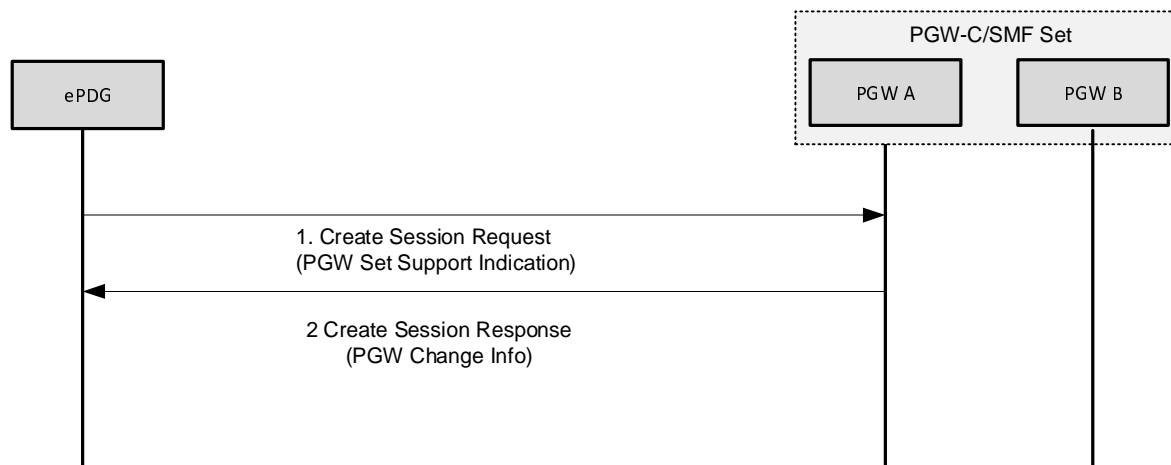 PGW-C/SMF Set
ePDG
PGW A
PGW B
1. Create Session Request
(PGW Set Support Indication)
2 Create Session Response
(PGW Change Info)